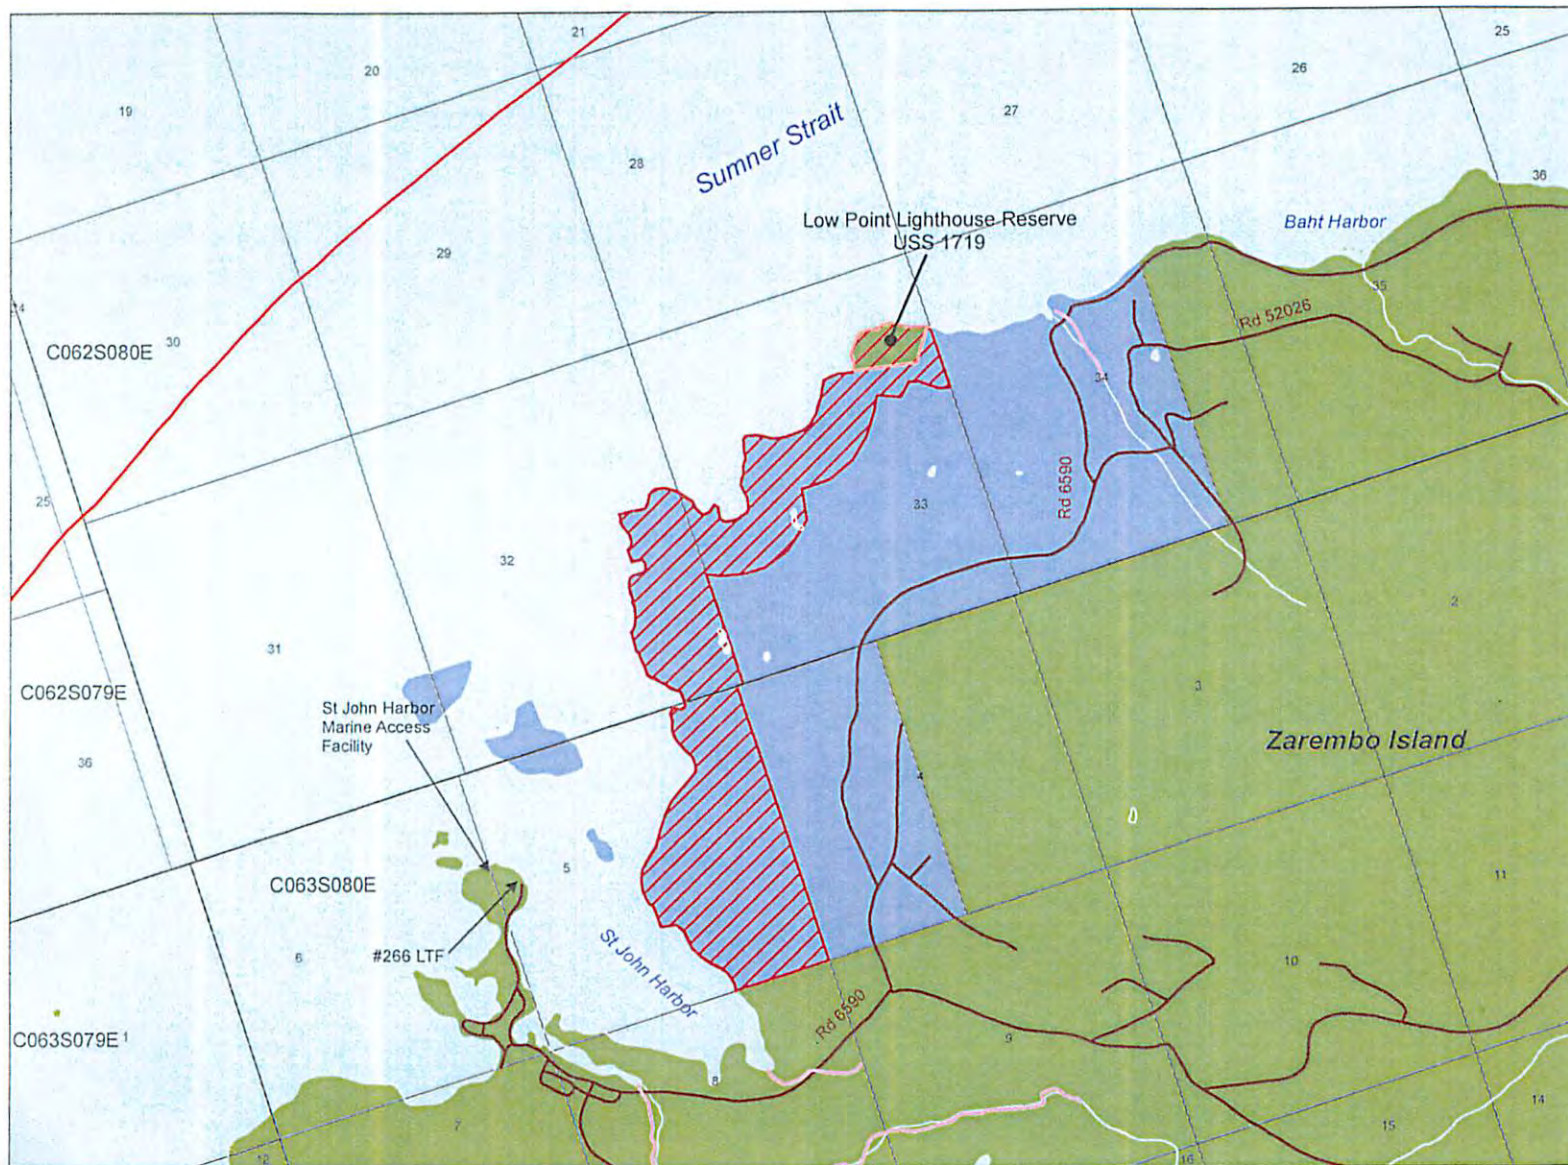 21
25
20
26
19
27
28
Sumner Strait
36
Low Point Lighthouse Reserve
USS 1719
Baht Harbor
29
35
24
30
C062S080E
Rd 52026
34
25
Rd 6590
33
32
2
31
3
C062S079E
St John Harbor
Marine Access
Facility
Zarembo Island
36
4
5
11
C063S080E
St John Harbor
#266 LTF
6
10
Rd 6590
C063S079E 1
9
8
7
15
14
12
16